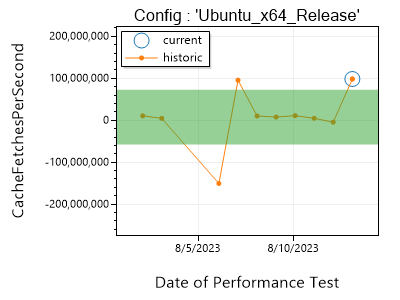 Config : 'Ubuntu_x64_Release'
current
historic
CacheFetchesPerSecond
200,000,000
100,000,000
0
-100,000,000
-200,000,000
8/5/2023
8/10/2023
Date of Performance Test